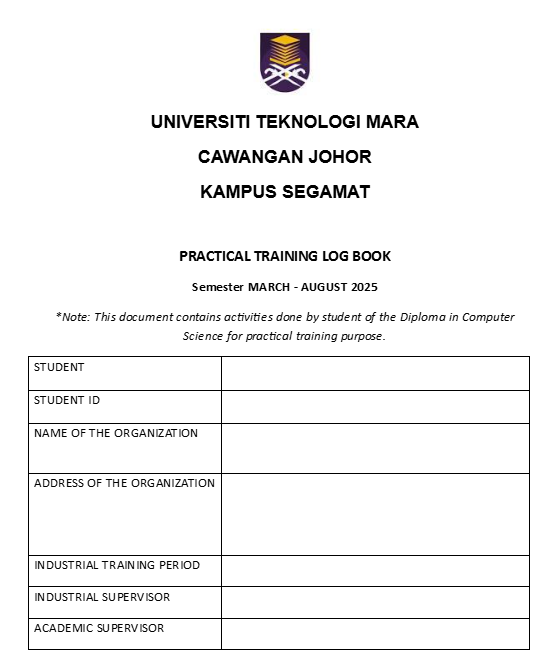 UNIVERSITI TEKNOLOGI MARA
CAWANGAN JOHOR
KAMPUS SEGAMAT
PRACTICAL TRAINING LOG BOOK
Semester MARCH - AUGUST 2025
*Note: This document contains activities done by student of the Diploma in Computer
Science for practical training purpose.
STUDENT
STUDENT ID
NAME OF THE ORGANIZATION
ADDRESS OF THE ORGANIZATION
INDUSTRIAL TRAINING PERIOD
INDUSTRIAL SUPERVISOR
ACADEMIC SUPERVISOR